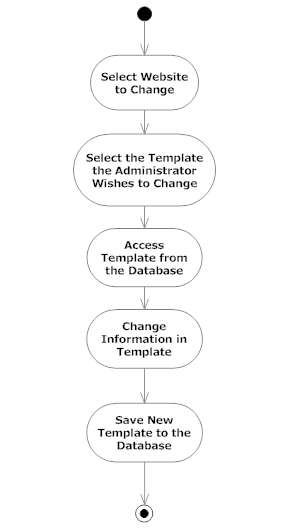 Select Website
to Change
Select the Template
the Administrator
Wishes to Change
Access
Template from
the Database
Change
Information in
Template
Save New
Template to the
Database